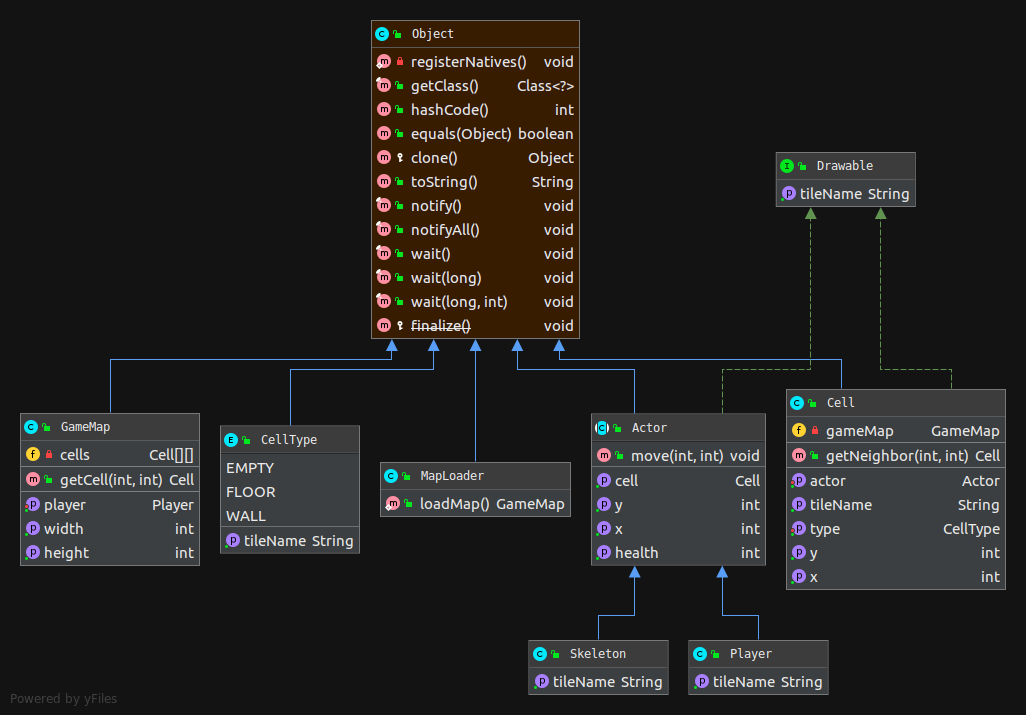 Object
registerNatives() void
getClass() Class<?>
hashCode() int
equals(Object) boolean
clone() Object
toString() String
notify() void
notifyAll() void
wait() void
wait(long) void
wait(long, int) void
finalize() void
Drawable
tileName String
GameMap
cells Cell[][]
getCell(int, int) Cell
player Player
width int
height int
CellType
EMPTY
FLOOR
WALL
tileName String
MapLoader
loadMap() GameMap
Actor
move(int, int) void
cell Cell
y int
x int
health int
Cell
gameMap GameMap
getNeighbor(int, int) Cell
actor Actor
tileName String
type CellType
y int
x int
Skeleton
tileName String
Player
tileName String
Powered by yFiles